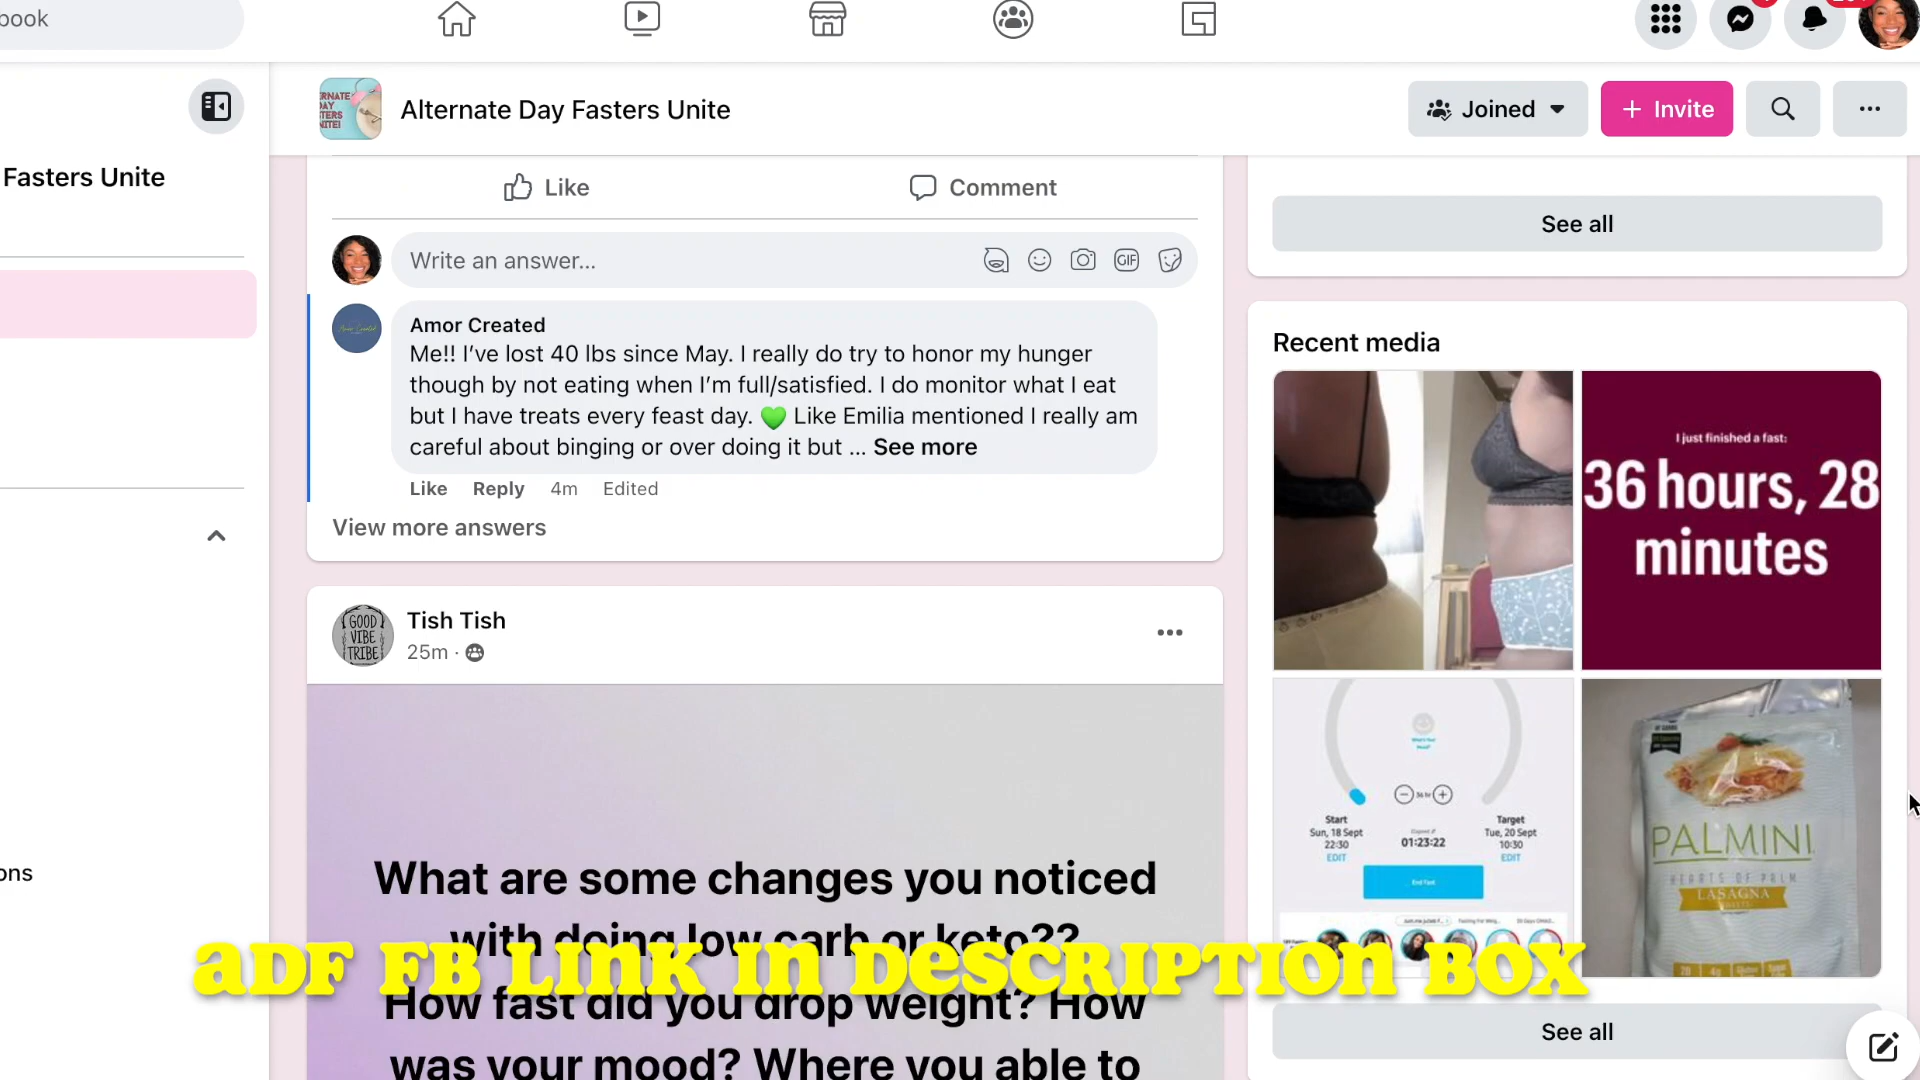 book
Alternate Day Fasters Unite
Joined
+ Invite
Fasters Unite
Like
Comment
See all
Write an answer...
GIF
Amor Created
Me!! I've lost 40 lbs since May. I really do try to honor my hunger
though by not eating when I'm full/satisfied. I do monitor what I eat
but I have treats every feast day. 💚 Like Emilia mentioned I really am
careful about binging or over doing it but ... See more
Like Reply 4m Edited
View more answers
Recent media
I just finished a fast:
36 hours, 28
minutes
GOOD
VIBE
TRIBE
Tish Tish
25m
What are some changes you noticed
with doing low carb or keto??
How fast did you drop weight? How
was your mood? Where you able to
Start
Sun, 18 Sept
22:30
EDIT
01:23:22
Target
Tue, 20 Sept
10:30
EDIT
End Fast
PALMINI
HEARTS OF PALM
LASAGNA
ons
aDF FB LINK IN DESCRIPTION BOX
See all